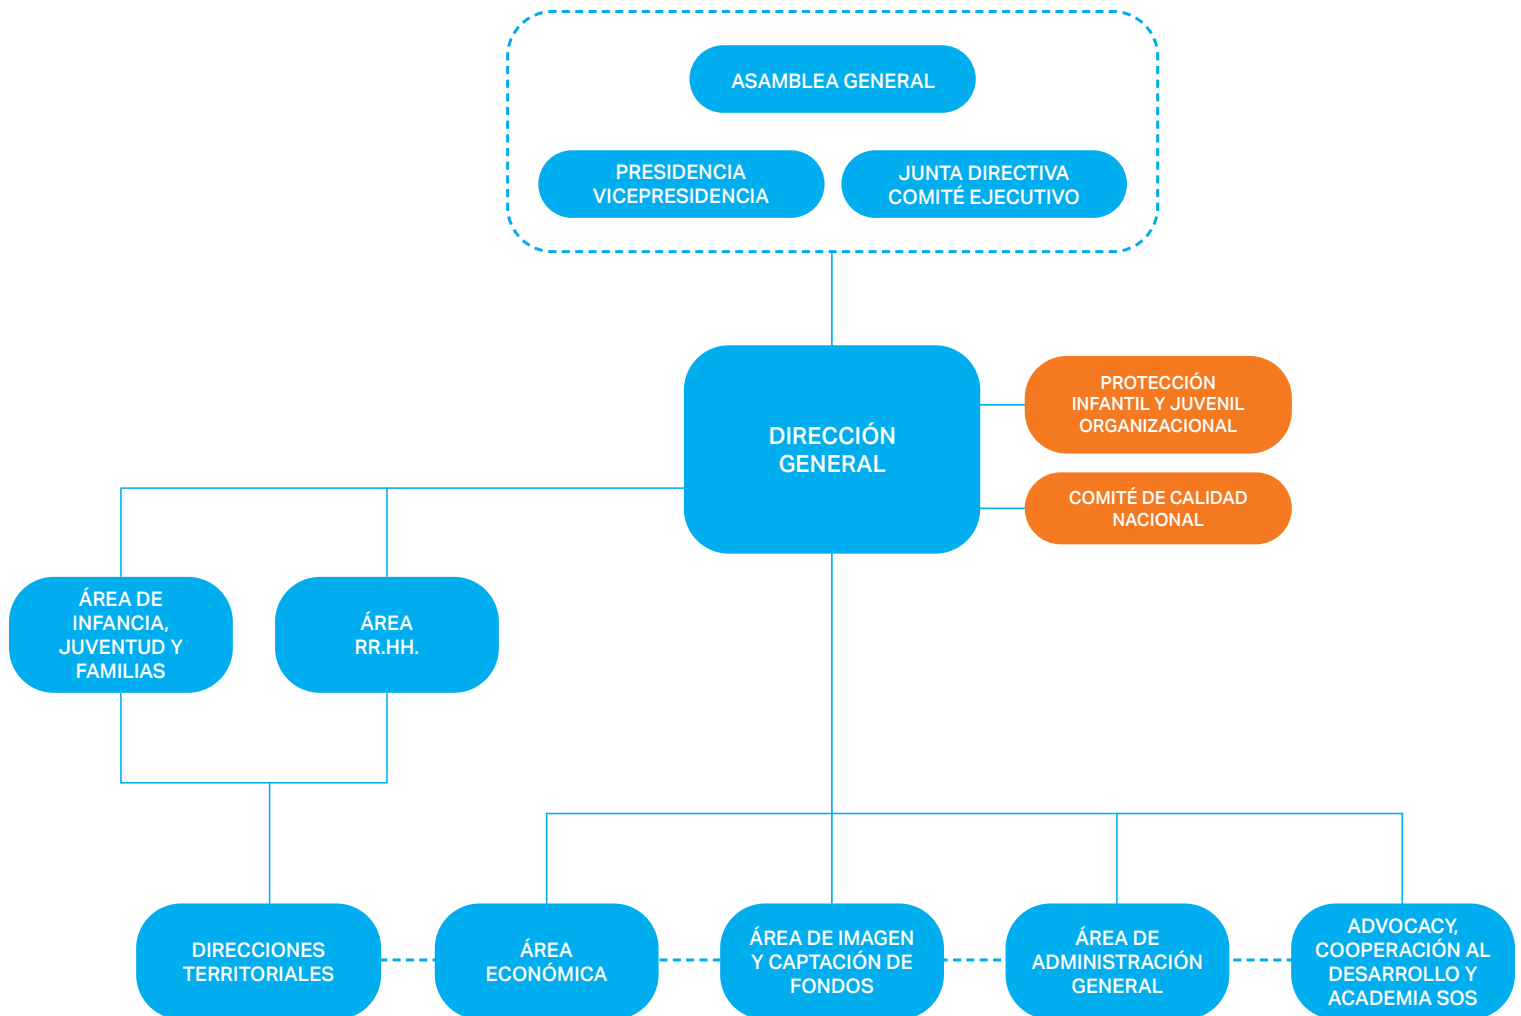 ASAMBLEA GENERAL
PRESIDENCIA
VICEPRESIDENCIA
JUNTA DIRECTIVA
COMITÉ EJECUTIVO
DIRECCIÓN
GENERAL
PROTECCIÓN
INFANTIL Y JUVENIL
ORGANIZACIONAL
COMITÉ DE CALIDAD
NACIONAL
ÁREA DE
INFANCIA,
JUVENTUD Y
FAMILIAS
ÁREA
RR.HH.
DIRECCIONES
TERRITORIALES
ÁREA
ECONÓMICA
ÁREA DE IMAGEN
Y CAPTACIÓN DE
FONDOS
ÁREA DE
ADMINISTRACIÓN
GENERAL
ADVOCACY,
COOPERACIÓN AL
DESARROLLO Y
ACADEMIA SOS